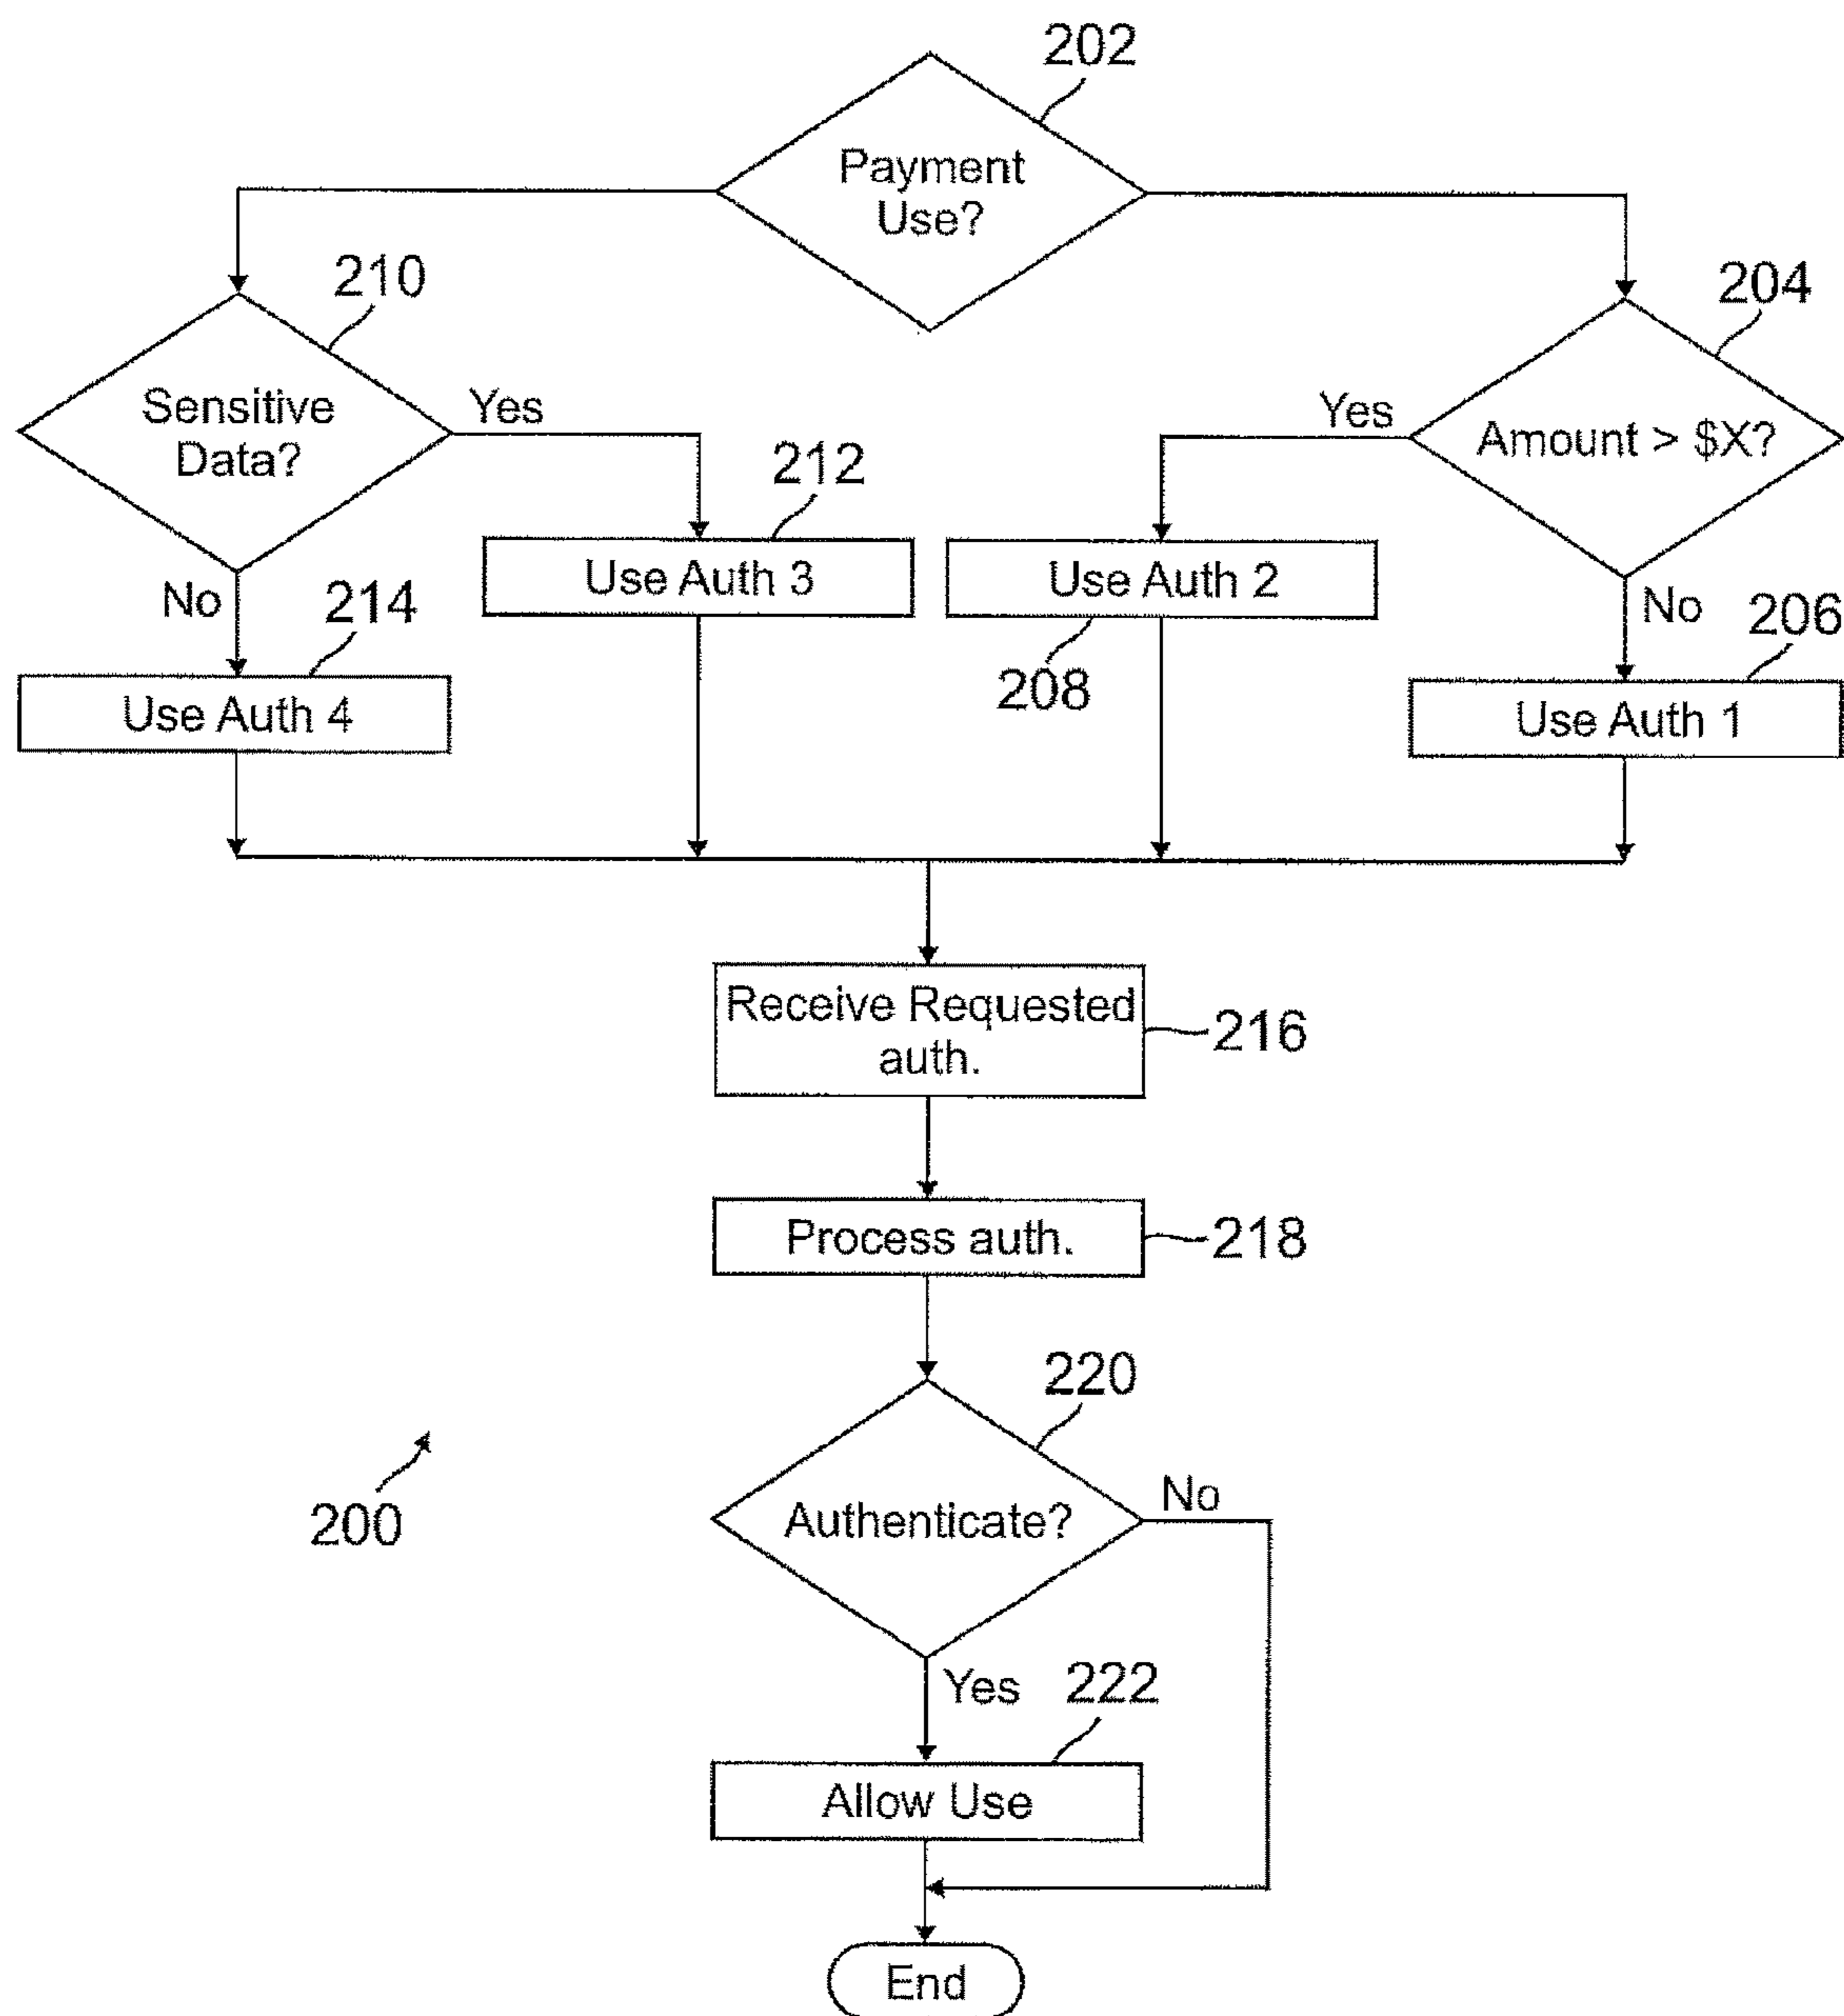 202
Payment
Use?
210
204
Sensitive
Data?
Yes
Yes
Amount > $X?
212
Use Auth 3
Use Auth 2
No
214
208
No
206
Use Auth 4
Use Auth 1
Receive Requested
auth.
216
Process auth.
218
220
200
Authenticate?
No
Yes
222
Allow Use
End